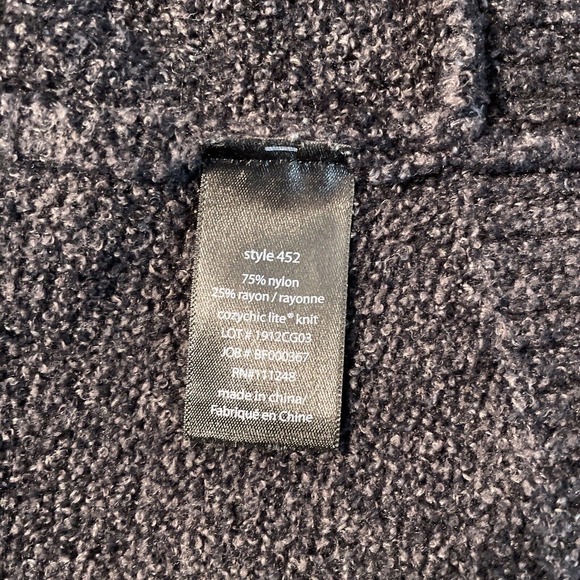 style 452
75% nylon
25% rayon / rayonne
cozychic lite® knit
LOT # 1912CG03
JOB # BF000367
RN#111248
made in china/
Fabriqué en Chine